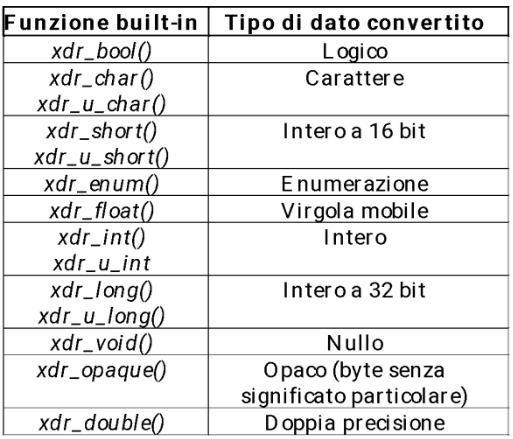 Funzione built-in Tipo di dato convertito
xdr_bool() Logico
xdr_char() Carattere
xdr_u_char()
xdr_short() Intero a 16 bit
xdr_u_short()
xdr_enum() Enumerazione
xdr_float() Virgola mobile
xdr_int() Intero
xdr_u_int
xdr_long() Intero a 32 bit
xdr_u_long()
xdr_void() Nullo
xdr_opaque() Opaco (byte senza
significato particolare)
xdr_double() Doppia precisione